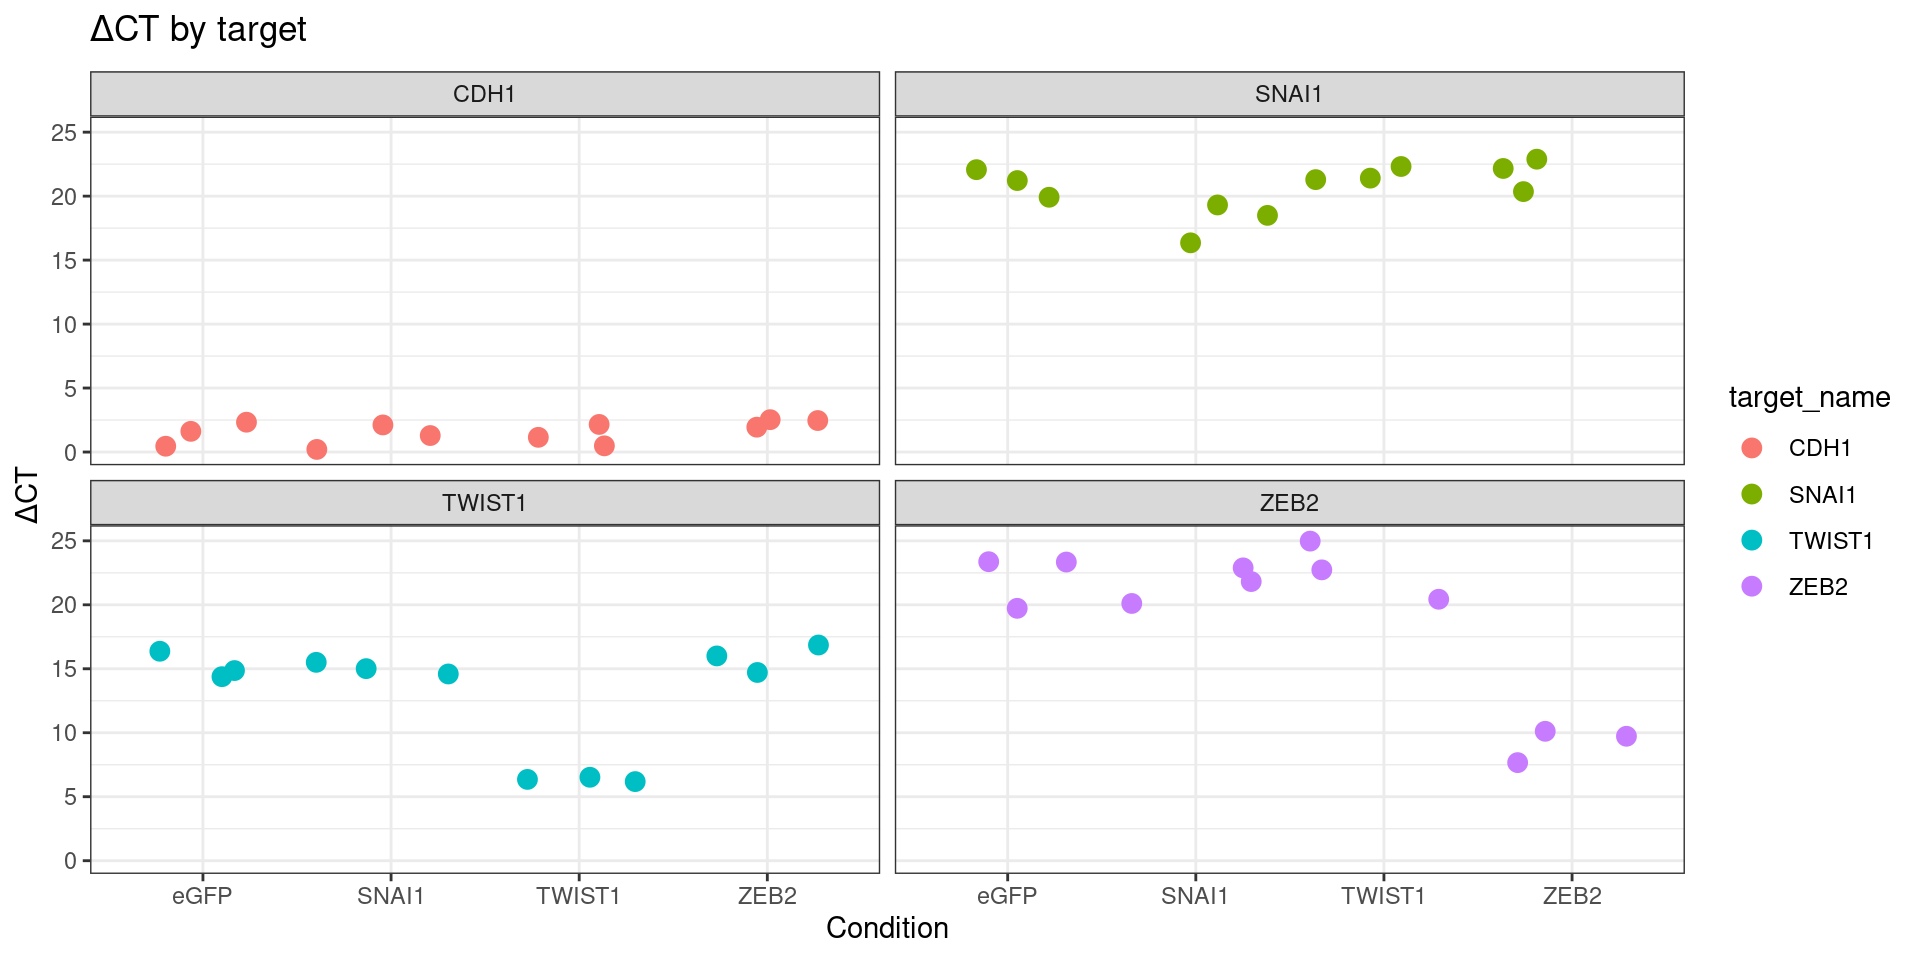 ΔCT by target
CDH1
SNAI1
25
20
15
10
5
0
TWIST1
ZEB2
25
20
15
10
5
0
eGFP
SNAI1
TWIST1
ZEB2
eGFP
SNAI1
TWIST1
ZEB2
Condition
ΔCT
target_name
CDH1
SNAI1
TWIST1
ZEB2